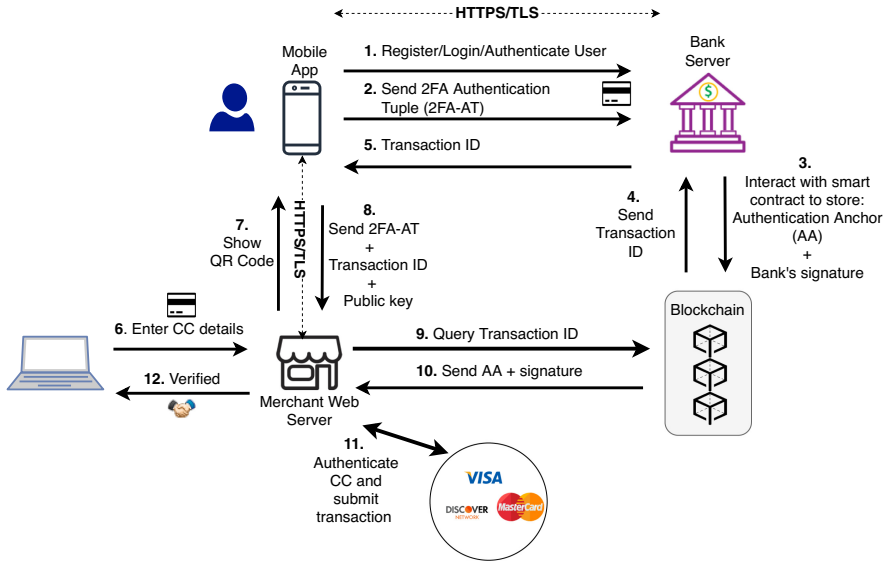 HTTPS/TLS
Mobile
App
1. Register/Login/Authenticate User
Bank
Server
2. Send 2FA Authentication
Tuple (2FA-AT)
$
5. Transaction ID
3.
Interact with smart
contract to store:
Authentication Anchor
(AA)
+
Bank's signature
4.
Send
Transaction
ID
7.
Show
QR Code
HTTPS/TLS
8.
Send 2FA-AT
+
Transaction ID
+
Public key
Blockchain
6. Enter CC details
9. Query Transaction ID
10. Send AA + signature
12. Verified
Merchant Web
Server
11.
Authenticate
CC and
submit
transaction
VISA
DISCOVER
NETWORK
MasterCard